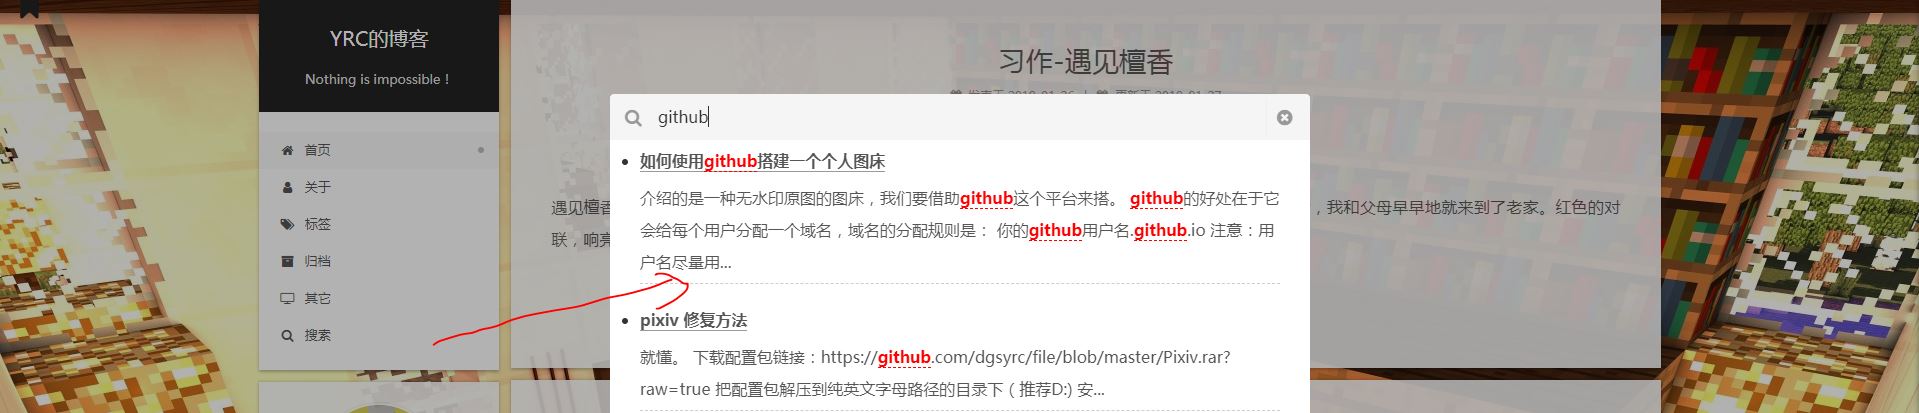 YRC的博客
Nothing is impossible！
首页
关于
标签
归档
其它
搜索
习作-遇见檀香
github
如何使用github搭建一个个人图床
介绍的是一种无水印原图的图床，我们要借助github这个平台来搭。 github的好处在于它
会给每个用户分配一个域名，域名的分配规则是： 你的github用户名.github.io 注意：用
户名尽量用...
pixiv 修复方法
就懂。 下载配置包链接：https://github.com/dgsyrc/file/blob/master/Pixiv.rar?
raw=true 把配置包解压到纯英文字母路径的目录下（推荐D:) 安...
遇见檀香
，我和父母早早地就来到了老家。红色的对
联，响亮